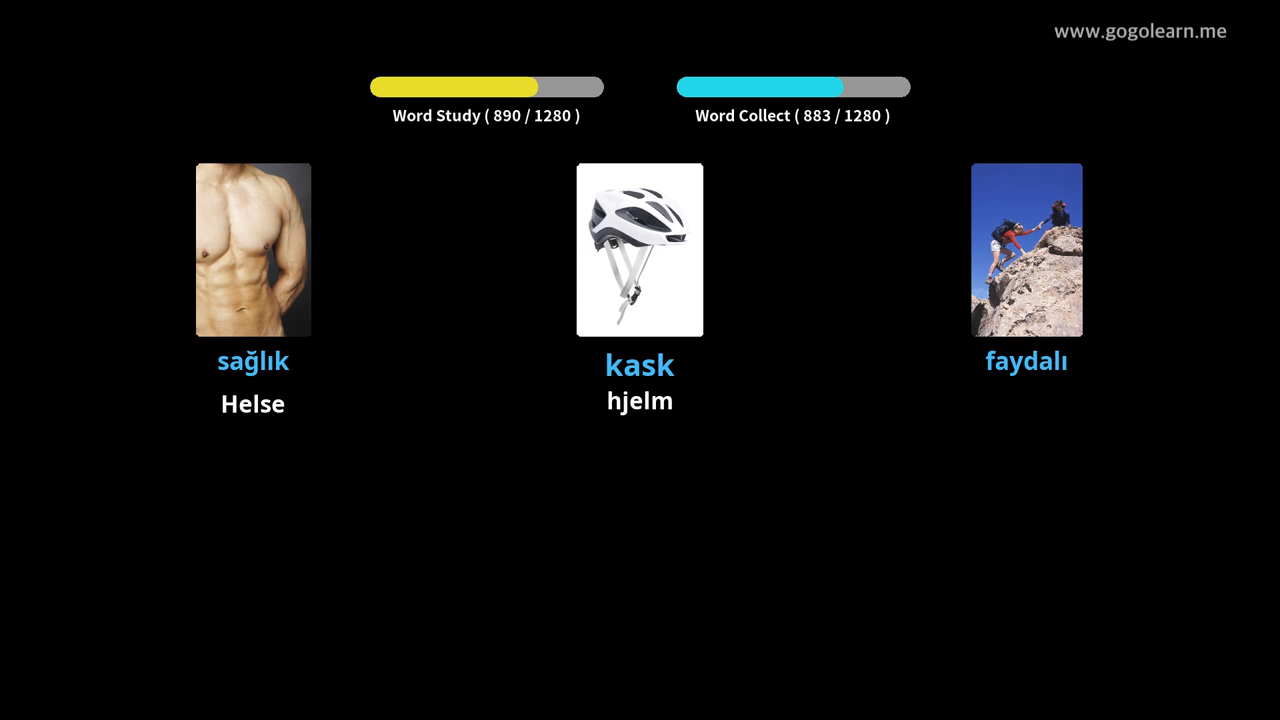 www.gogolearn.me
Word Study ( 890 / 1280 )
Word Collect ( 883 / 1280 )
sağlık
Helse
kask
hjelm
faydalı